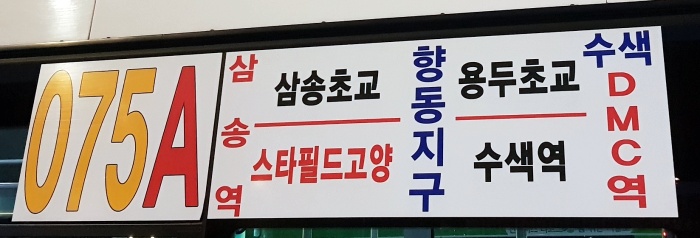 075A
삼송역
삼송초교
스타필드고양
향동지구
용두초교
수색역
수색
DMC역